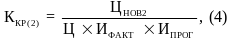 К_КР(2) = Ц_НОВ2 / (Ц × И_ФАКТ × И_ПРОГ), (4)